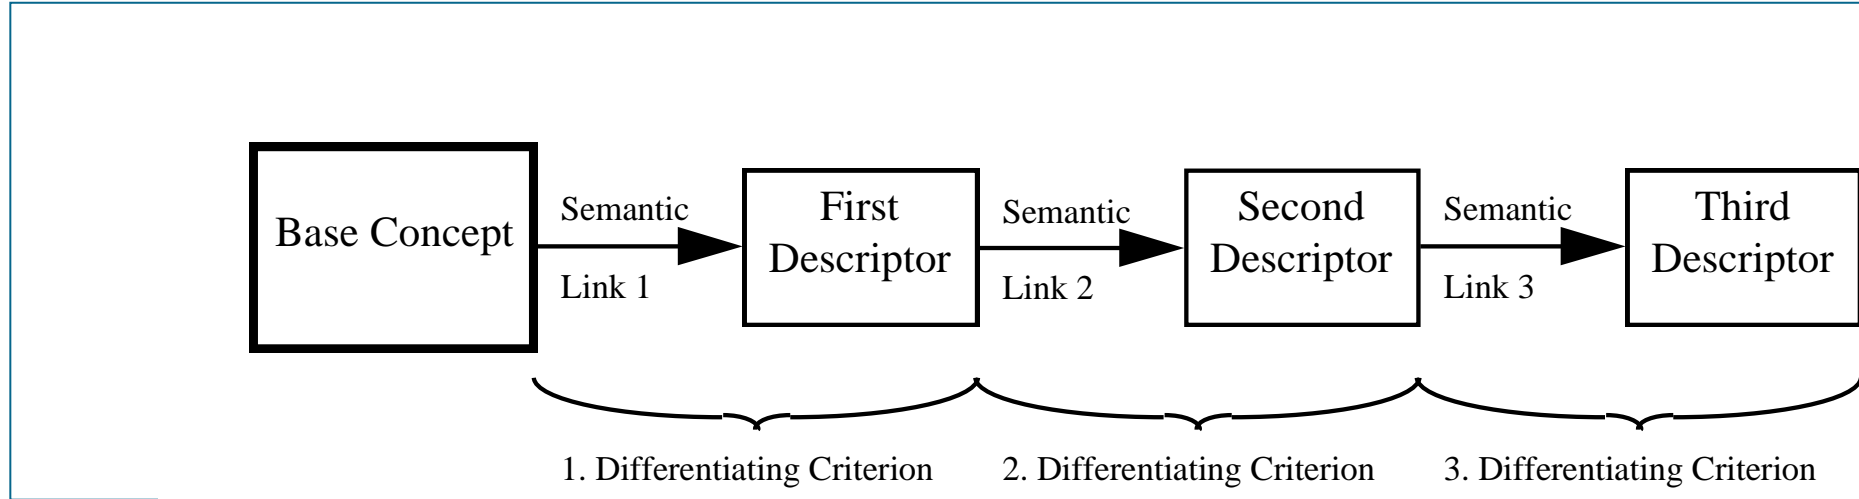 Base Concept
Semantic
Link 1
First
Descriptor
Semantic
Link 2
Second
Descriptor
Semantic
Link 3
Third
Descriptor
1. Differentiating Criterion
2. Differentiating Criterion
3. Differentiating Criterion